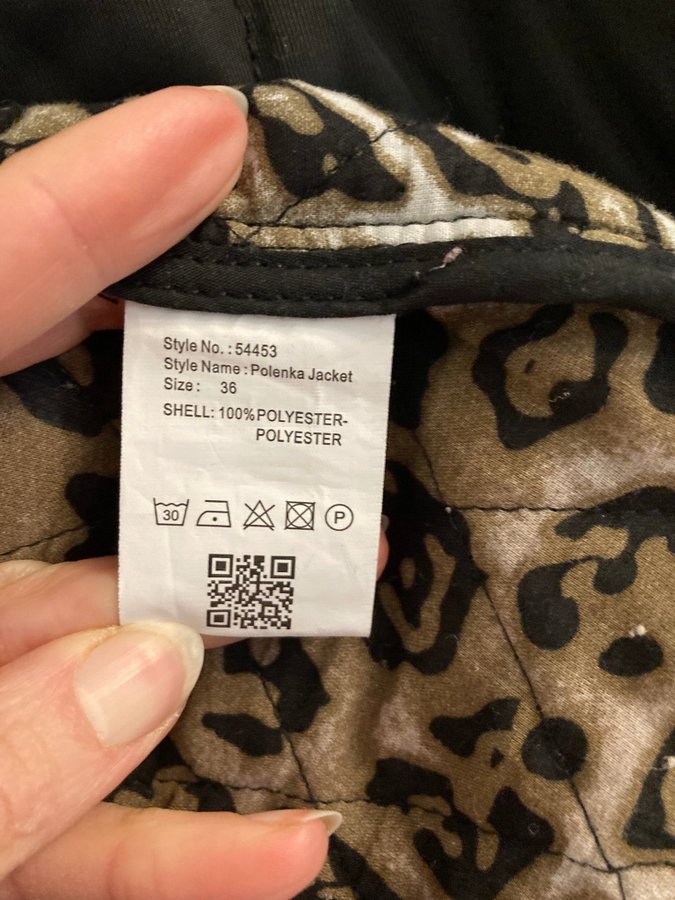 Style No. : 54453
Style Name : Polenka Jacket
Size : 36
SHELL: 100%POLYESTER-
POLYESTER
30
P